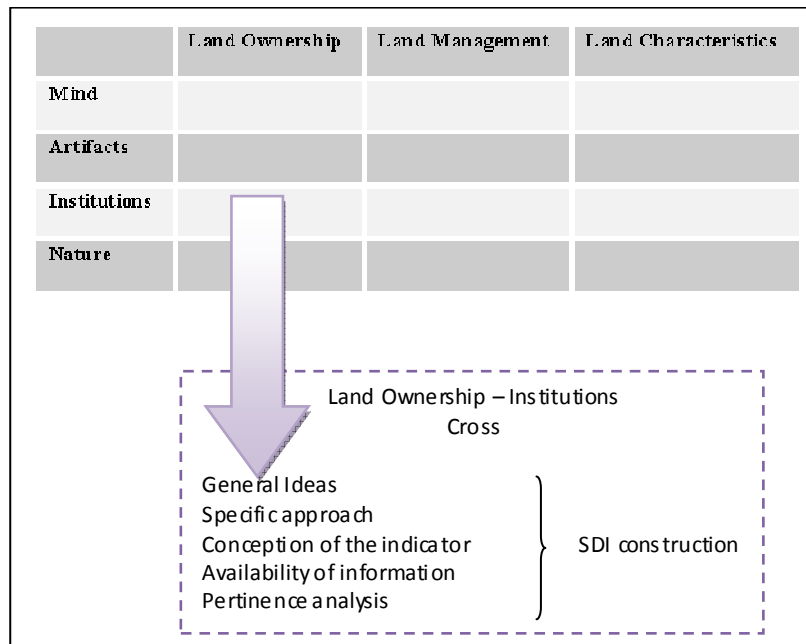 Land Ownership Land Management Land Characteristics
Mind
Artifacts
Institutions
Nature
Land Ownership – Institutions
Cross
General Ideas
Specific approach
Conception of the indicator
Availability of information
Pertinence analysis
SDI construction